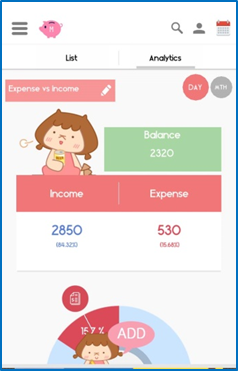 List Analytics
Expense vs Income
DAY MTH
Balance
2320
Income Expense
2850 530
(84.32%) (15.68%)
ADD